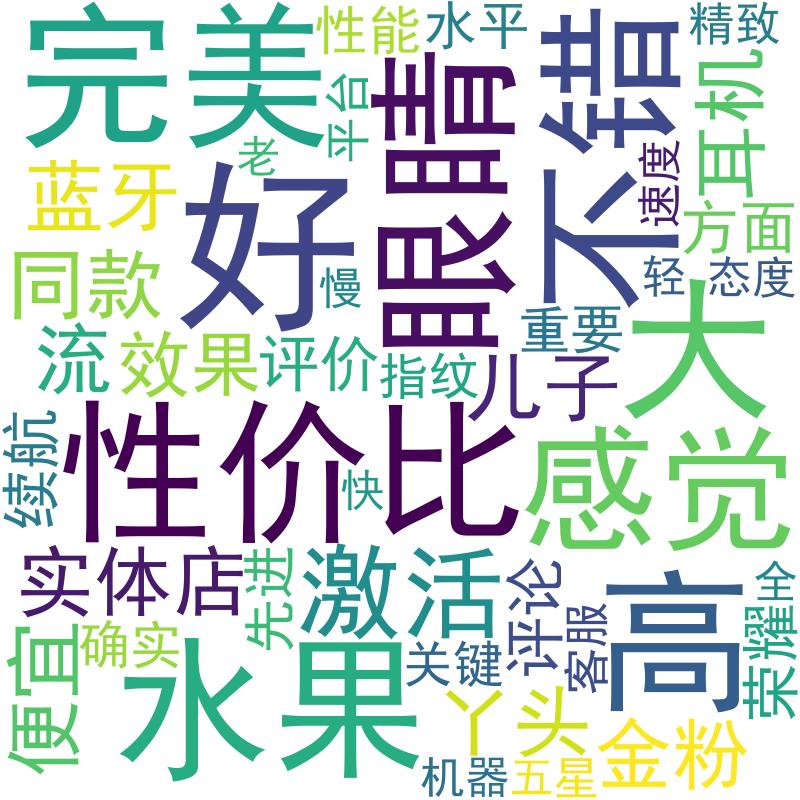 完美
性能
水平
不错
精致
平台
眼睛
耳机
老
速度
蓝牙
好
方面
同款
慢
轻
态度
大
流
效果
评价
指纹
重要
儿子
性价比
感觉
续航
快
实体店
先进
激活
评论
高
全
客服
荣耀
便宜
确实
水果
关键
丫头
金粉
机器
五星